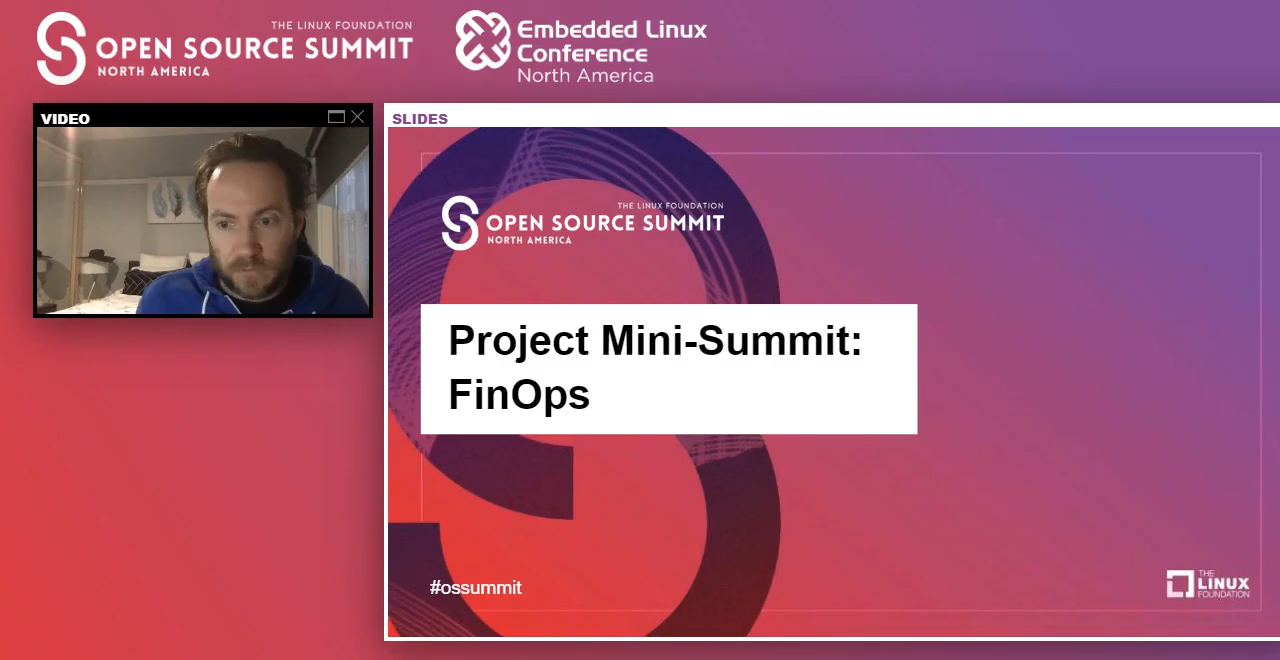 THE LINUX FOUNDATION
OPEN SOURCE SUMMIT
NORTH AMERICA
Embedded Linux
Conference
North America
VIDEO
SLIDES
THE LINUX FOUNDATION
OPEN SOURCE SUMMIT
NORTH AMERICA
Project Mini-Summit:
FinOps
#ossummit
THE
LINUX
FOUNDATION